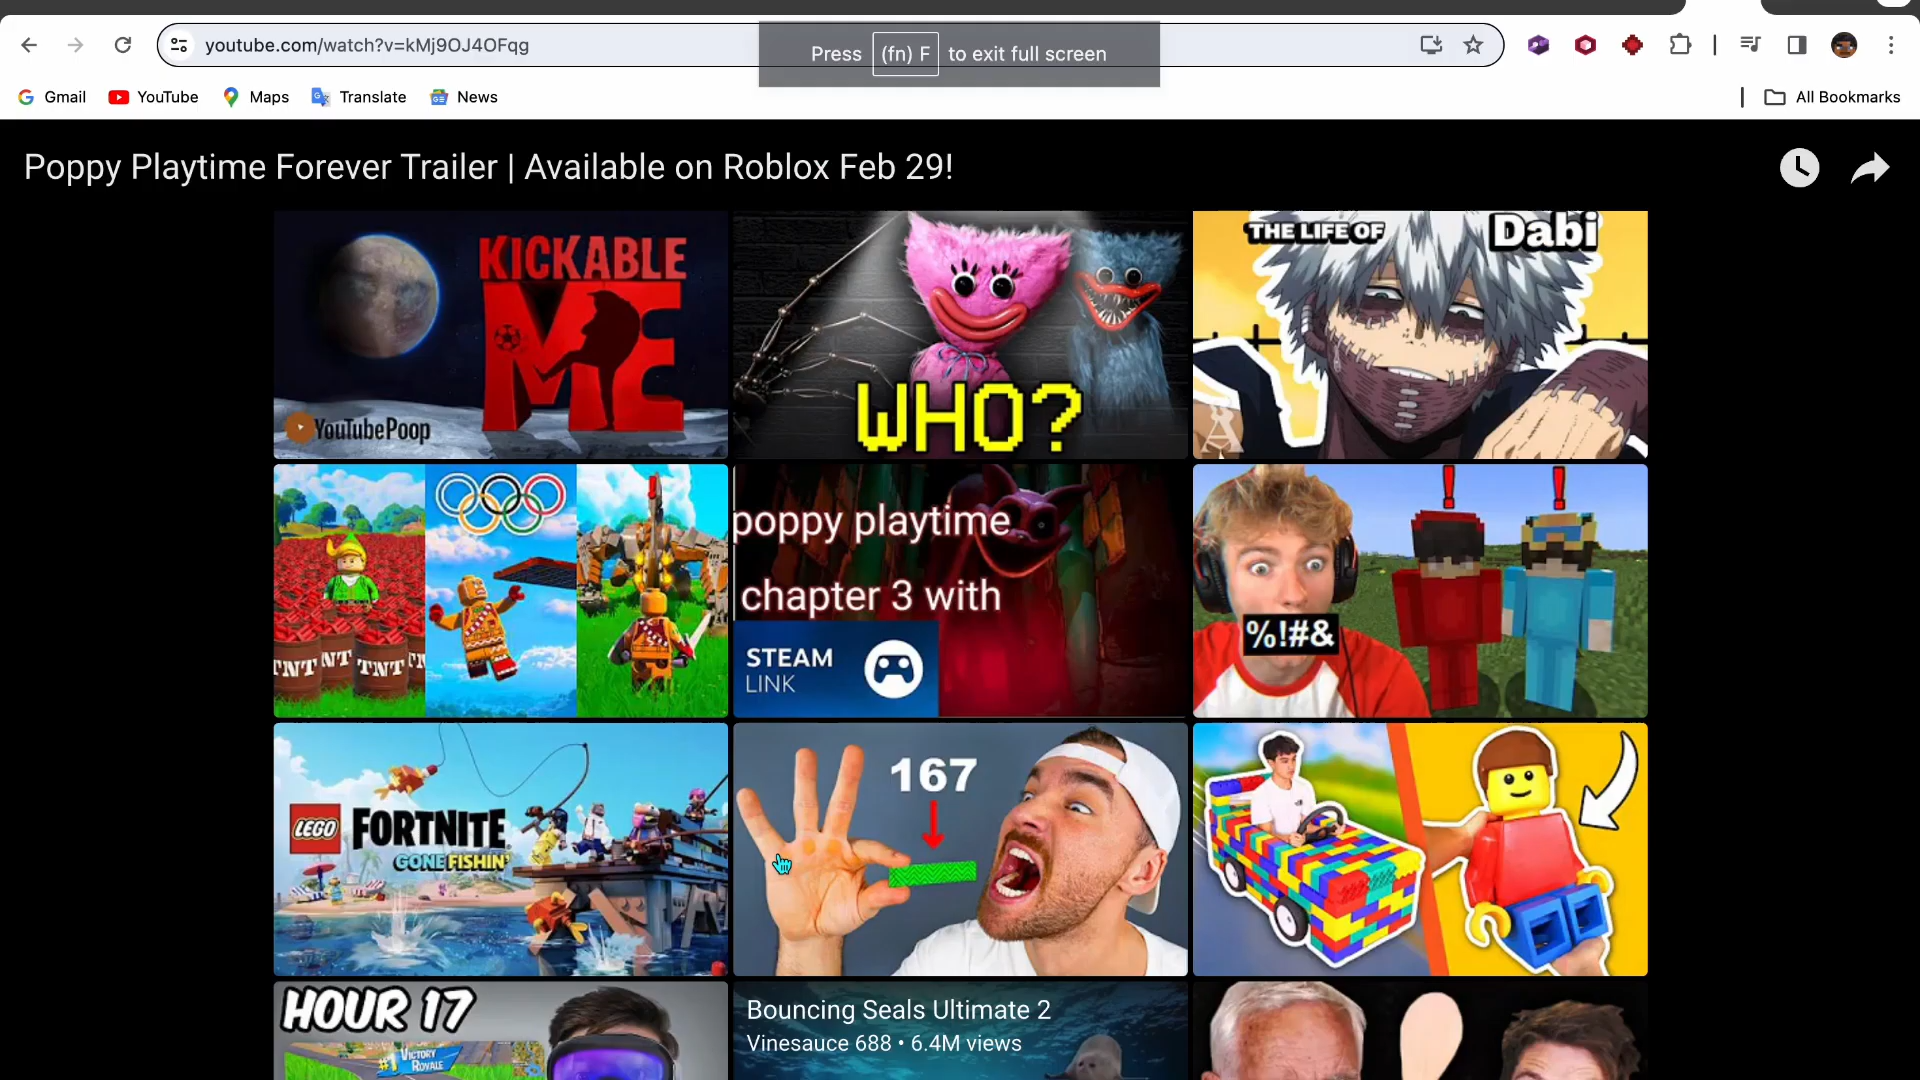 youtube.com/watch?v=kMj9OJ4OFqg
Press (fn) F to exit full screen
Gmail YouTube Maps Translate News All Bookmarks
Poppy Playtime Forever Trailer | Available on Roblox Feb 29!
KICKABLE
ME
YouTubePoop
WHO?
THE LIFE OF Dabi
TNT TNT TNT
poppy playtime
chapter 3 with
STEAM
LINK
%!#&
LEGO FORTNITE
GONE FISHIN'
167
HOUR 17
#1 VICTORY
ROYALE
Bouncing Seals Ultimate 2
Vinesauce 688 • 6.4M views